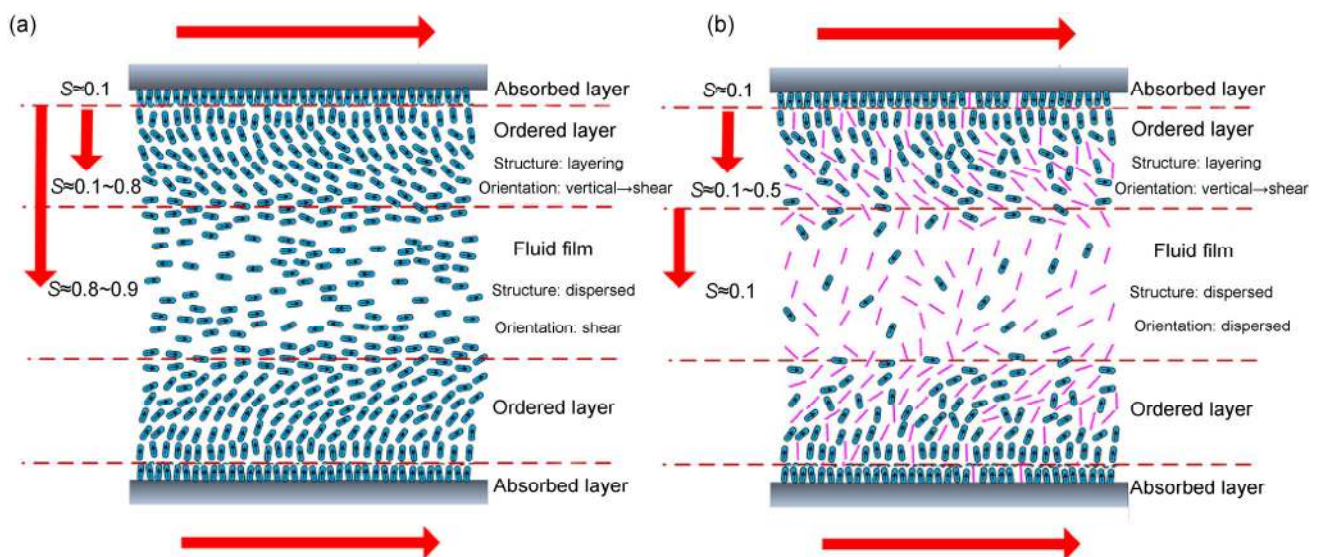 (a)
S≈0.1
Absorbed layer
Ordered layer
Structure: layering
S≈0.1~0.8
Orientation: vertical→shear
Fluid film
S≈0.8~0.9
Structure: dispersed
Orientation: shear
Ordered layer
Absorbed layer
(b)
S≈0.1
Absorbed layer
Ordered layer
Structure: layering
S≈0.1~0.5
Orientation: vertical→shear
Fluid film
S≈0.1
Structure: dispersed
Orientation: dispersed
Ordered layer
Absorbed layer